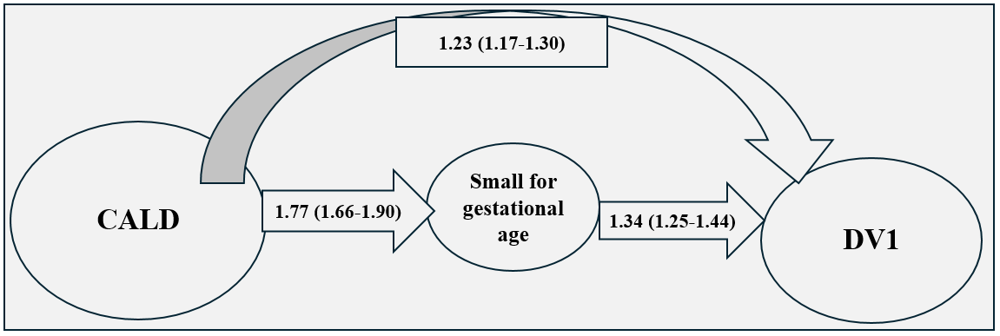 1.23 (1.17-1.30)
CALD
1.77 (1.66-1.90)
Small for
gestational
age
1.34 (1.25-1.44)
DV1